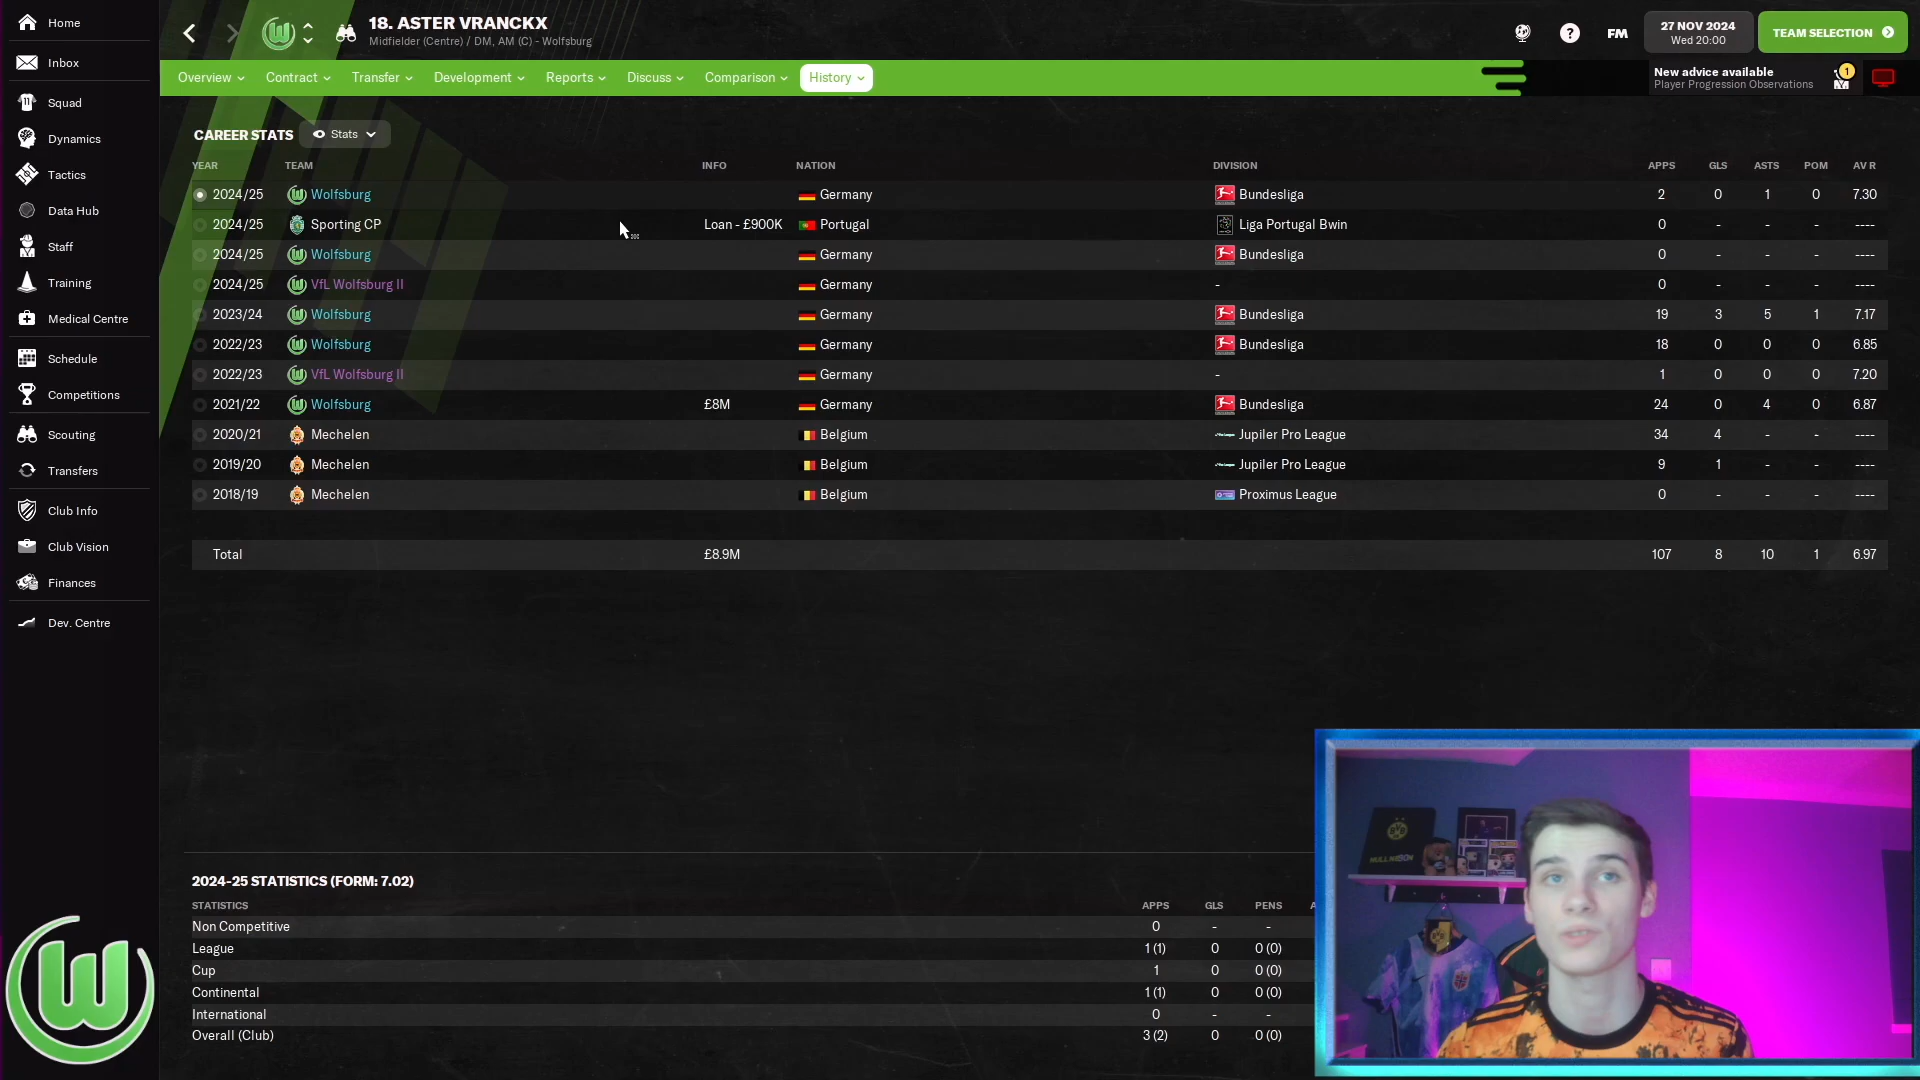 Home
Inbox
Squad
Dynamics
Tactics
Data Hub
Staff
Training
Medical Centre
Schedule
Competitions
Scouting
Transfers
Club Info
Club Vision
Finances
Dev. Centre
18. ASTER VRANCKX
Midfielder (Centre) / DM, AM (C) - Wolfsburg
FM
27 NOV 2024
Wed 20:00
TEAM SELECTION
Overview Contract Transfer Development Reports Discuss Comparison History
New advice available
Player Progression Observations
1
CAREER STATS Stats
YEAR TEAM INFO NATION DIVISION APPS GLS ASTS POM AV R
2024/25 Wolfsburg Germany Bundesliga 2 0 1 0 7.30
2024/25 Sporting CP Loan - £900K Portugal Liga Portugal Bwin 0 - - - ----
2024/25 Wolfsburg Germany Bundesliga 0 - - - ----
2024/25 VfL Wolfsburg II Germany - 0 - - - ----
2023/24 Wolfsburg Germany Bundesliga 19 3 5 1 7.17
2022/23 Wolfsburg Germany Bundesliga 18 0 0 0 6.85
2022/23 VfL Wolfsburg II Germany - 1 0 0 0 7.20
2021/22 Wolfsburg £8M Germany Bundesliga 24 0 4 0 6.87
2020/21 Mechelen Belgium Jupiler Pro League 34 4 - - ----
2019/20 Mechelen Belgium Jupiler Pro League 9 1 - - ----
2018/19 Mechelen Belgium Proximus League 0 - - - ----
Total £8.9M 107 8 10 1 6.97
2024-25 STATISTICS (FORM: 7.02)
STATISTICS APPS GLS PENS
Non Competitive 0 - -
League 1 (1) 0 0 (0)
Cup 1 0 0 (0)
Continental 1 (1) 0 0 (0)
International 0 - -
Overall (Club) 3 (2) 0 0 (0)